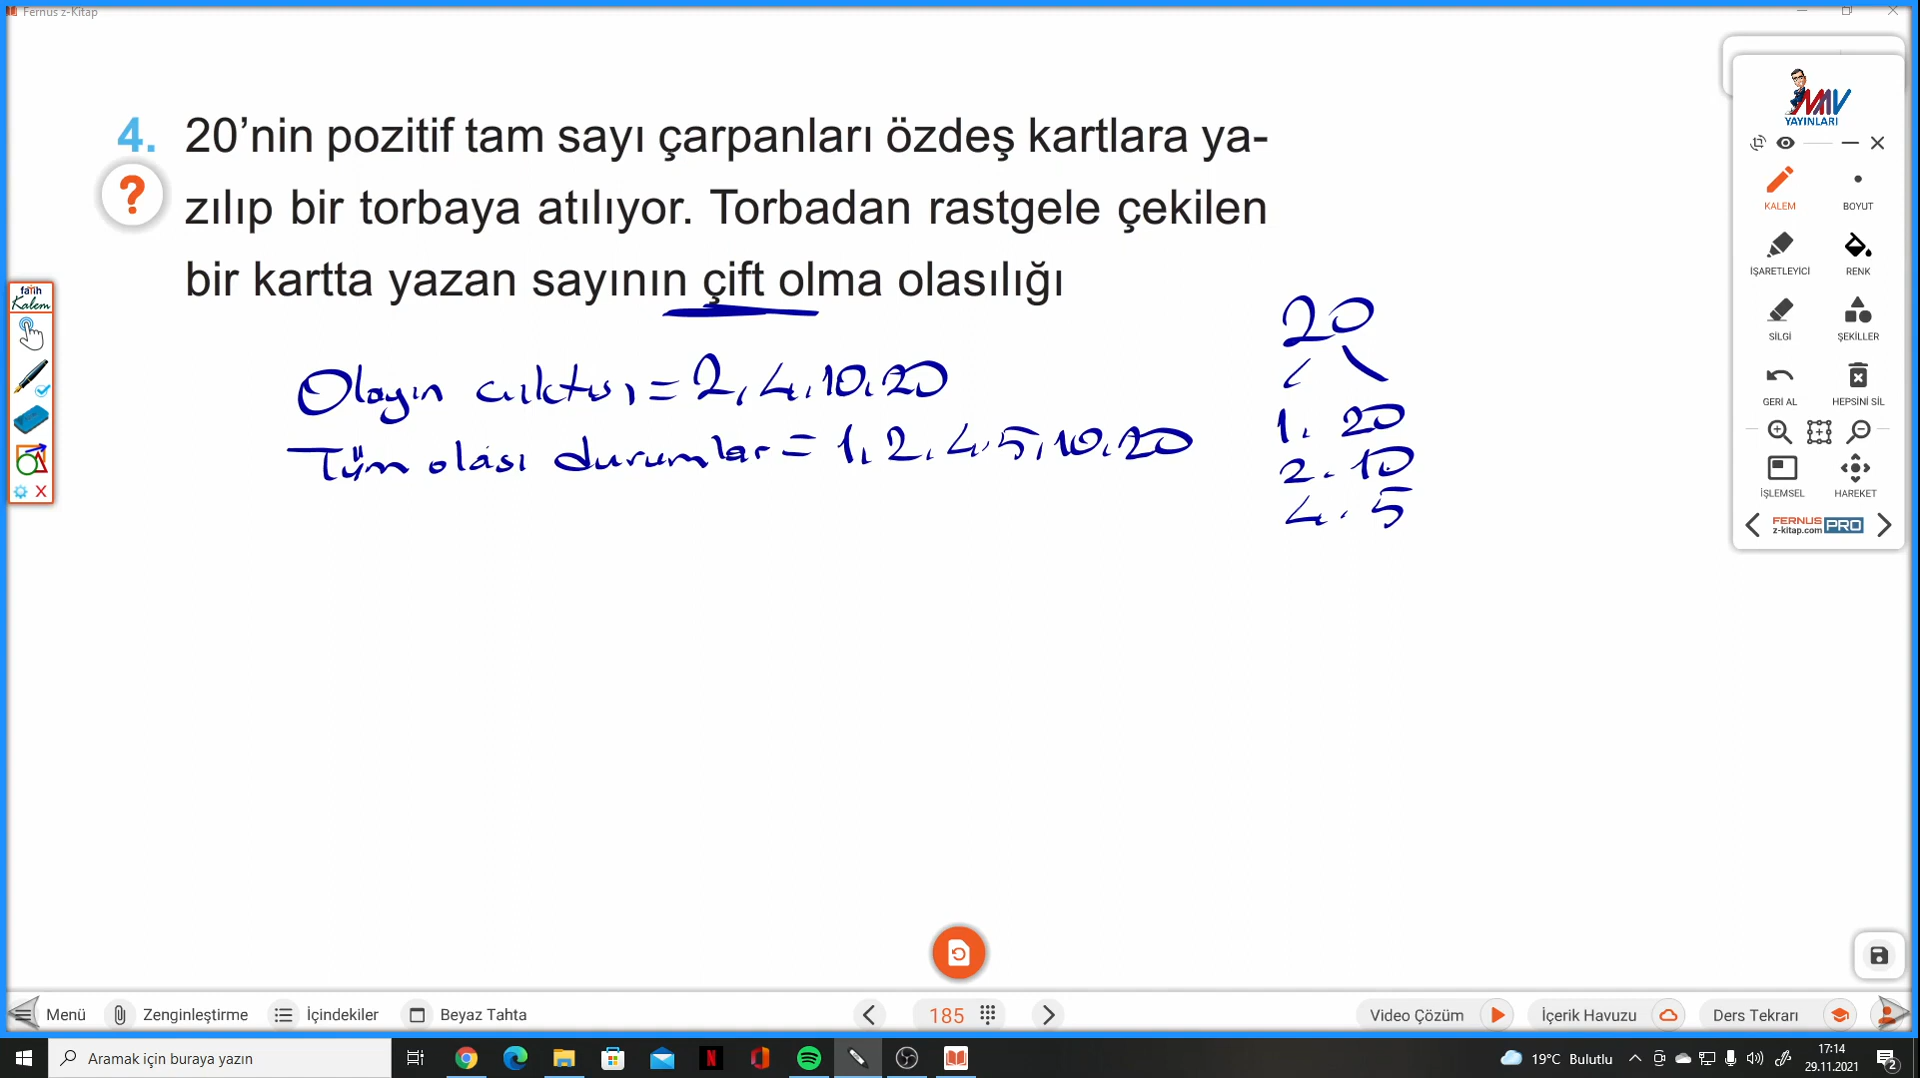 Fernus z-Kitap
MAV
YAYINLARI
4. 20'nin pozitif tam sayı çarpanları özdeş kartlara ya-
zılıp bir torbaya atılıyor. Torbadan rastgele çekilen
bir kartta yazan sayının çift olma olasılığı
?
fatih
Kalem
X
Olayın cıktısı = 2, 4, 10, 20
Tüm olası durumlar = 1, 2, 4, 5, 10, 20
20
1. 20
2. 10
4. 5
KALEM
BOYUT
İŞARETLEYİCİ
RENK
SİLGİ
ŞEKİLLER
GERİ AL
HEPSİNİ SİL
İŞLEMSEL
HAREKET
FERNUS
z-kitap.com PRO
Menü
Zenginleştirme
İçindekiler
Beyaz Tahta
185
Video Çözüm
İçerik Havuzu
Ders Tekrarı
Aramak için buraya yazın
N
19°C Bulutlu
17:14
29.11.2021
2